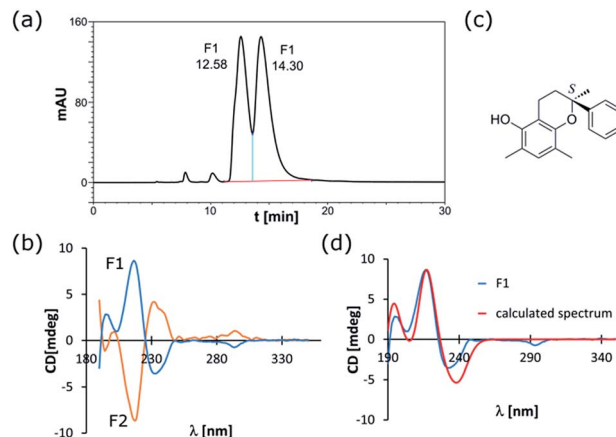 (a)
160
80
0
mAU
F1
12.58
F1
14.30
0
10
20
30
t [min]
(b)
10
5
0
-5
-10
CD[mdeg]
180
230
280
330
F1
F2
λ [nm]
(c)
S
HO
O
(d)
10
5
0
-5
-10
CD [mdeg]
190
240
290
340
F1
calculated spectrum
λ [nm]